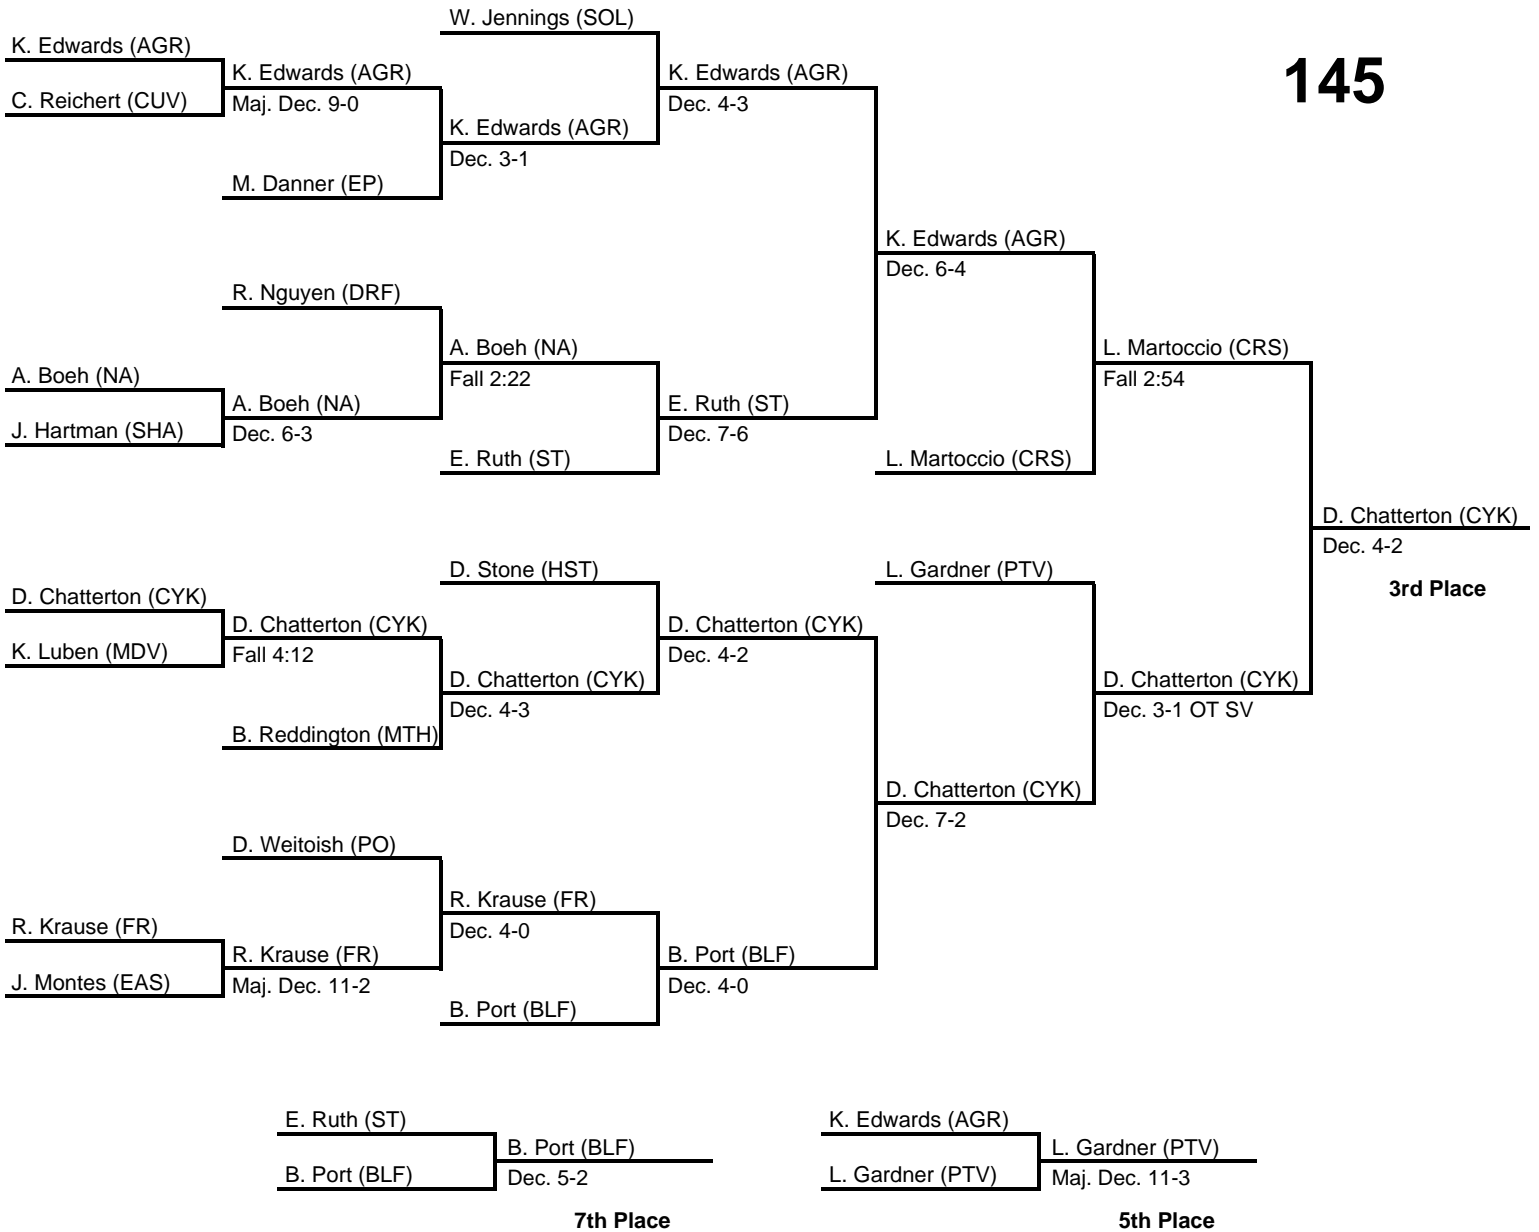 W. Jennings (SOL)
K. Edwards (AGR)
145
K. Edwards (AGR)
K. Edwards (AGR)
C. Reichert (CUV)
Maj. Dec. 9-0
Dec. 4-3
K. Edwards (AGR)
Dec. 3-1
M. Danner (EP)
K. Edwards (AGR)
Dec. 6-4
R. Nguyen (DRF)
A. Boeh (NA)
L. Martoccio (CRS)
A. Boeh (NA)
Fall 2:22
Fall 2:54
A. Boeh (NA)
E. Ruth (ST)
J. Hartman (SHA)
Dec. 6-3
Dec. 7-6
E. Ruth (ST)
L. Martoccio (CRS)
D. Chatterton (CYK)
Dec. 4-2
3rd Place
D. Stone (HST)
L. Gardner (PTV)
D. Chatterton (CYK)
D. Chatterton (CYK)
D. Chatterton (CYK)
K. Luben (MDV)
Fall 4:12
Dec. 4-2
D. Chatterton (CYK)
D. Chatterton (CYK)
Dec. 4-3
Dec. 3-1 OT SV
B. Reddington (MTH)
D. Chatterton (CYK)
Dec. 7-2
D. Weitoish (PO)
R. Krause (FR)
R. Krause (FR)
Dec. 4-0
R. Krause (FR)
B. Port (BLF)
J. Montes (EAS)
Maj. Dec. 11-2
Dec. 4-0
B. Port (BLF)
E. Ruth (ST)
B. Port (BLF)
B. Port (BLF)
Dec. 5-2
7th Place
K. Edwards (AGR)
L. Gardner (PTV)
L. Gardner (PTV)
Maj. Dec. 11-3
5th Place